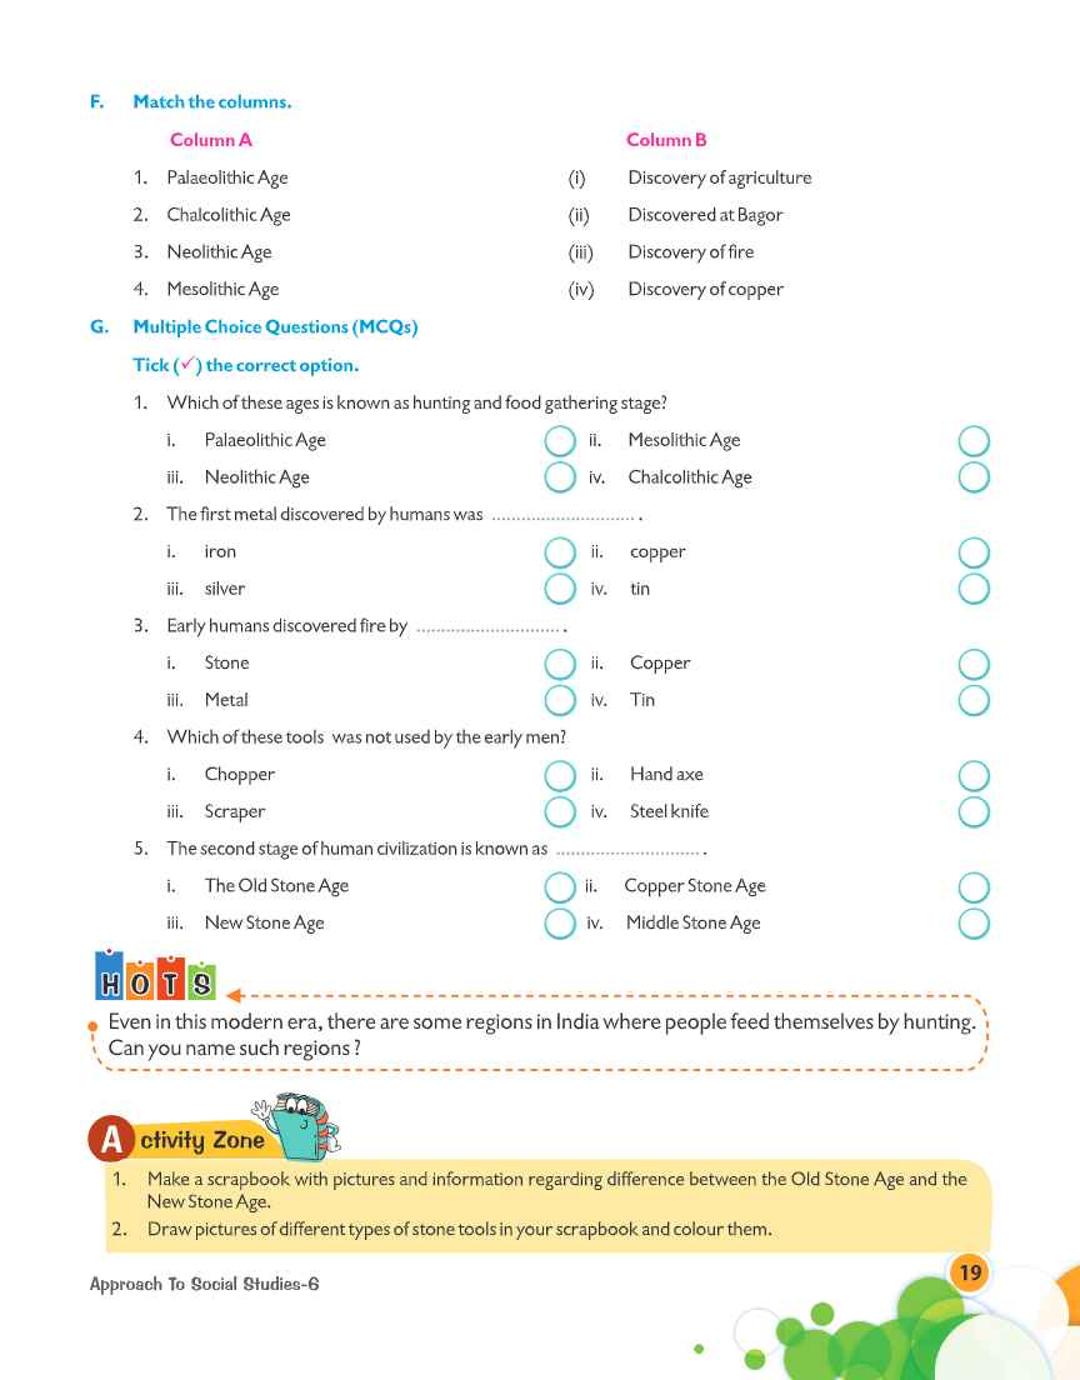 F. Match the columns.
Column A Column B
1. Palaeolithic Age (i) Discovery of agriculture
2. Chalcolithic Age (ii) Discovered at Bagor
3. Neolithic Age (iii) Discovery of fire
4. Mesolithic Age (iv) Discovery of copper
G. Multiple Choice Questions (MCQs)
Tick (✓) the correct option.
1. Which of these ages is known as hunting and food gathering stage?
i. Palaeolithic Age ii. Mesolithic Age
iii. Neolithic Age iv. Chalcolithic Age
2. The first metal discovered by humans was ............................ .
i. iron ii. copper
iii. silver iv. tin
3. Early humans discovered fire by ............................ .
i. Stone ii. Copper
iii. Metal iv. Tin
4. Which of these tools was not used by the early men?
i. Chopper ii. Hand axe
iii. Scraper iv. Steel knife
5. The second stage of human civilization is known as ............................ .
i. The Old Stone Age ii. Copper Stone Age
iii. New Stone Age iv. Middle Stone Age
HOTS
Even in this modern era, there are some regions in India where people feed themselves by hunting.
Can you name such regions ?
Activity Zone
1. Make a scrapbook with pictures and information regarding difference between the Old Stone Age and the
New Stone Age.
2. Draw pictures of different types of stone tools in your scrapbook and colour them.
Approach To Social Studies-6 19